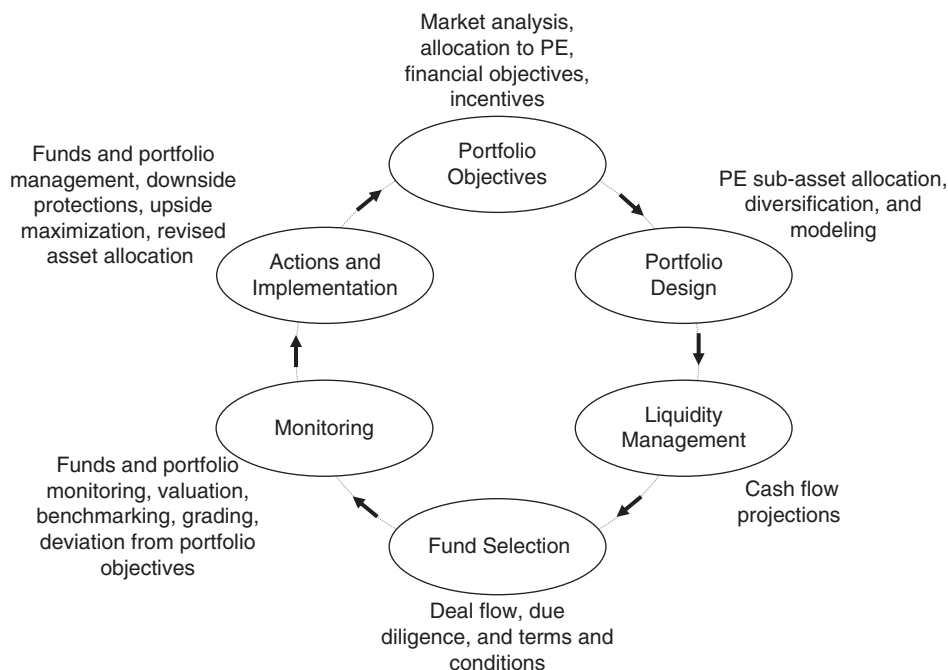 Market analysis,
allocation to PE,
financial objectives,
incentives
Portfolio
Objectives
PE sub-asset allocation,
diversification, and
modeling
Portfolio
Design
Liquidity
Management
Cash flow
projections
Fund Selection
Deal flow, due
diligence, and terms and
conditions
Monitoring
Funds and portfolio
monitoring, valuation,
benchmarking, grading,
deviation from portfolio
objectives
Actions and
Implementation
Funds and portfolio
management, downside
protections, upside
maximization, revised
asset allocation